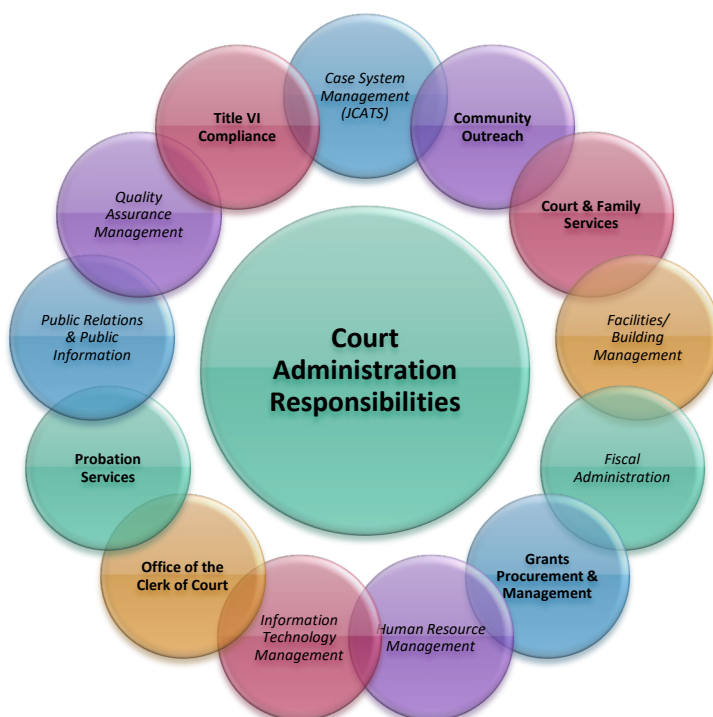 Case System
Management
(JCATS)
Community
Outreach
Court & Family
Services
Facilities/
Building
Management
Fiscal
Administration
Grants
Procurement &
Management
Human Resource
Management
Information
Technology
Management
Office of the
Clerk of Court
Probation
Services
Public Relations
& Public
Information
Quality
Assurance
Management
Title VI
Compliance
Court
Administration
Responsibilities